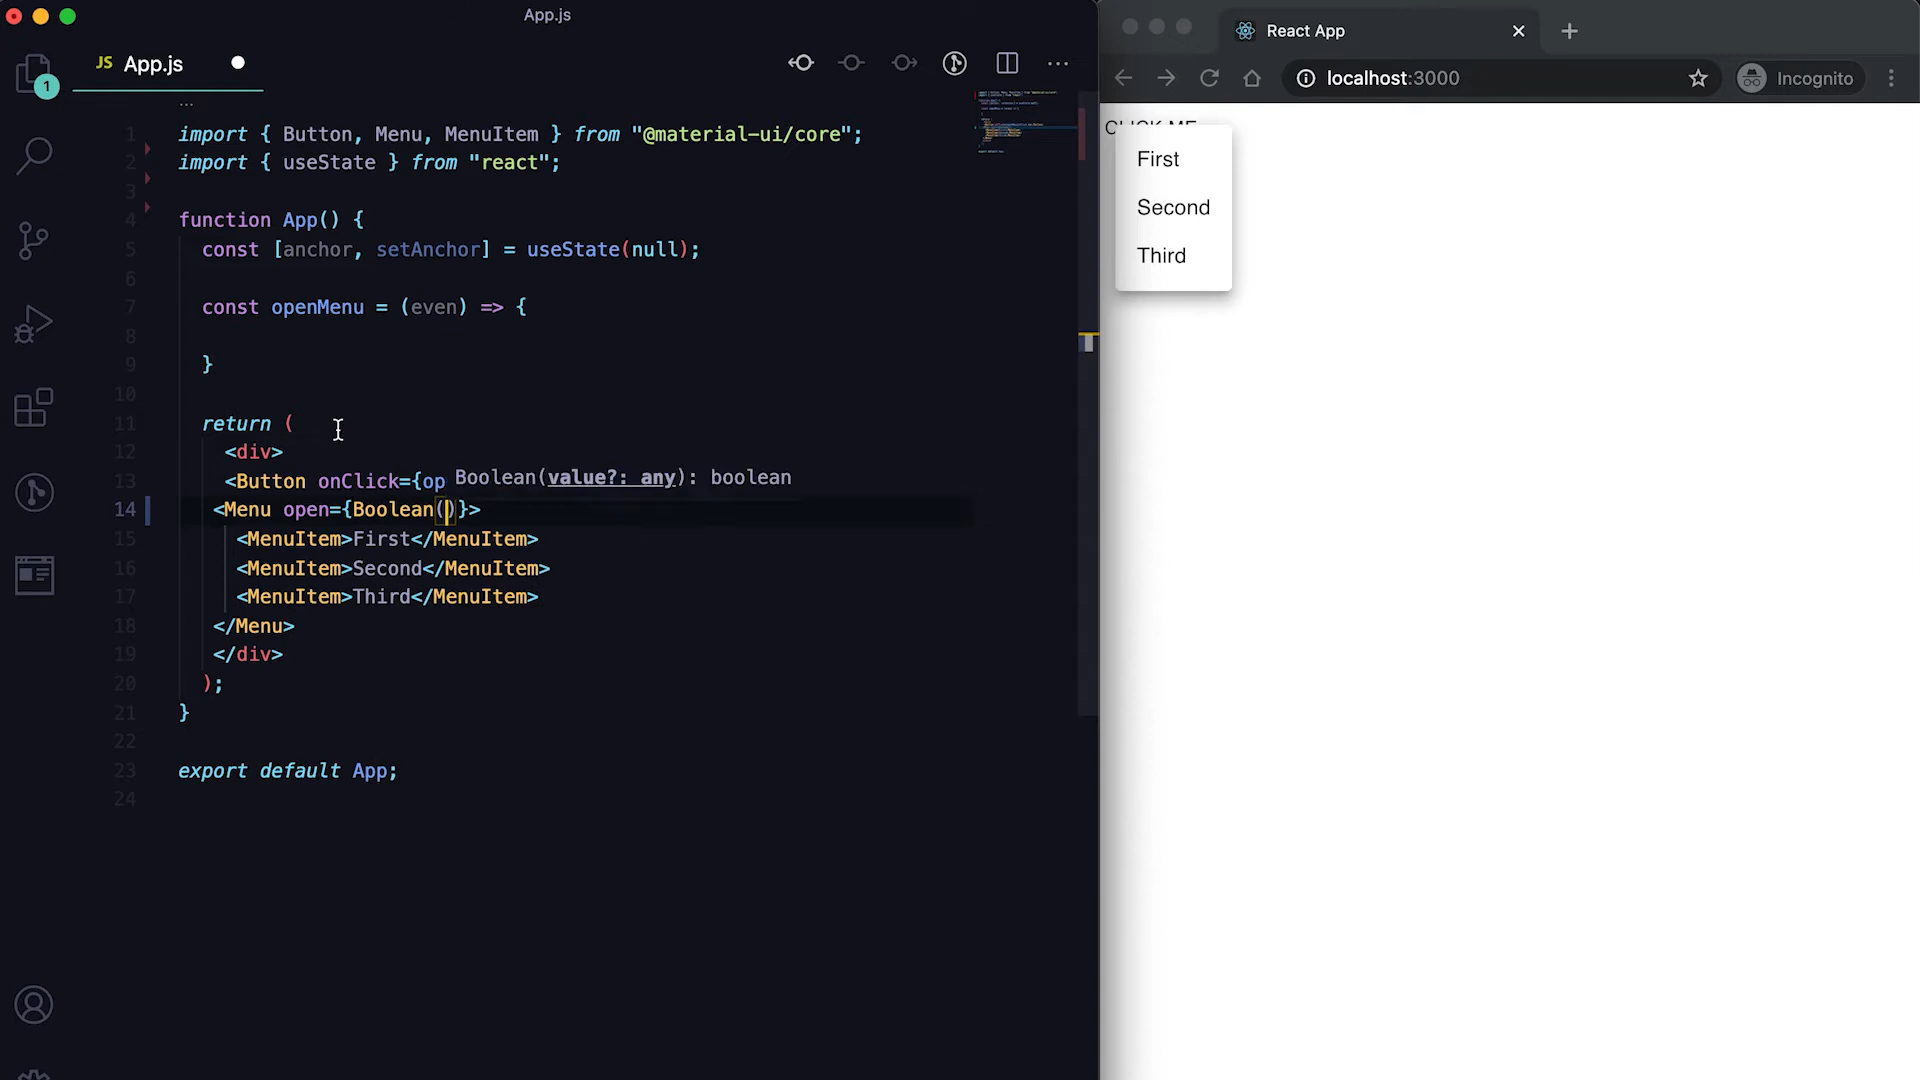 App.js
JS App.js
1
...
1 import { Button, Menu, MenuItem } from "@material-ui/core";
2 import { useState } from "react";
3
4 function App() {
5 const [anchor, setAnchor] = useState(null);
6
7 const openMenu = (even) => {
8
9 }
10
11 return (
12 <div>
13 <Button onClick={op
Boolean(value?: any): boolean
14 <Menu open={Boolean()}>
15 <MenuItem>First</MenuItem>
16 <MenuItem>Second</MenuItem>
17 <MenuItem>Third</MenuItem>
18 </Menu>
19 </div>
20 );
21 }
22
23 export default App;
24
React App
localhost:3000
Incognito
CLICK ME
First
Second
Third